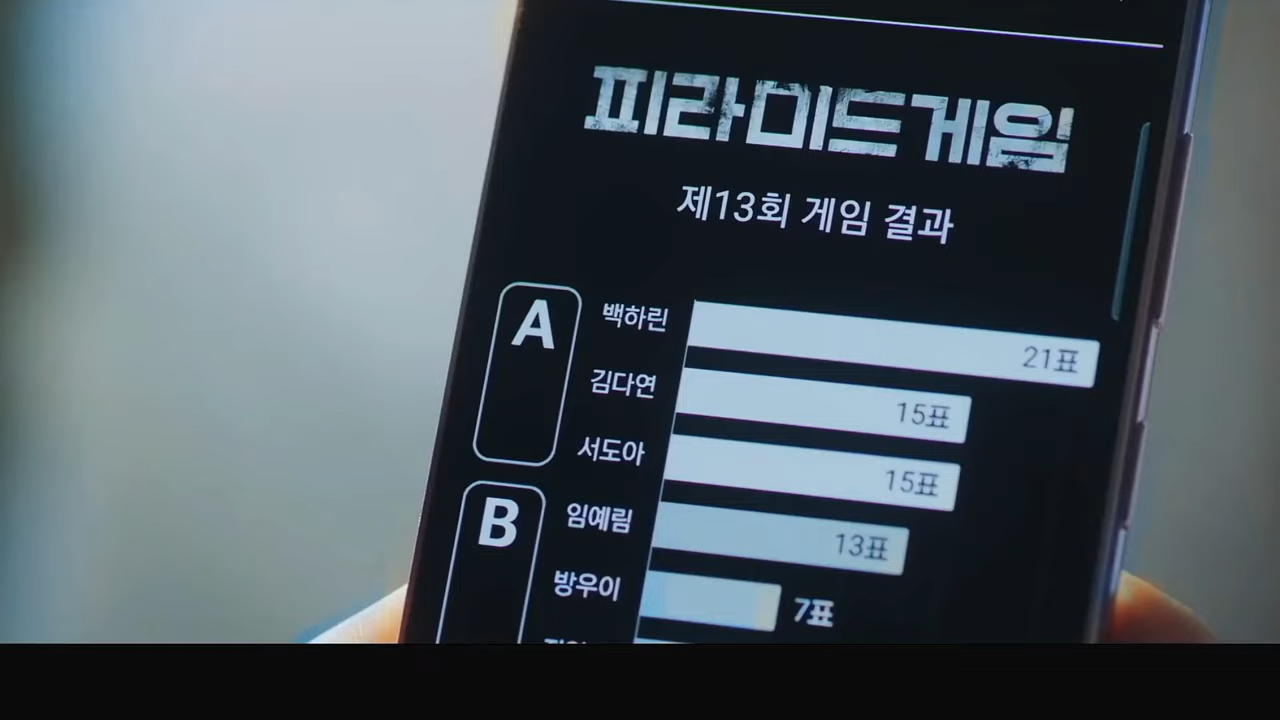 피라미드게임
제13회 게임 결과
A
백하린 21표
김다연 15표
서도아 15표
B
임예림 13표
방우이 7표